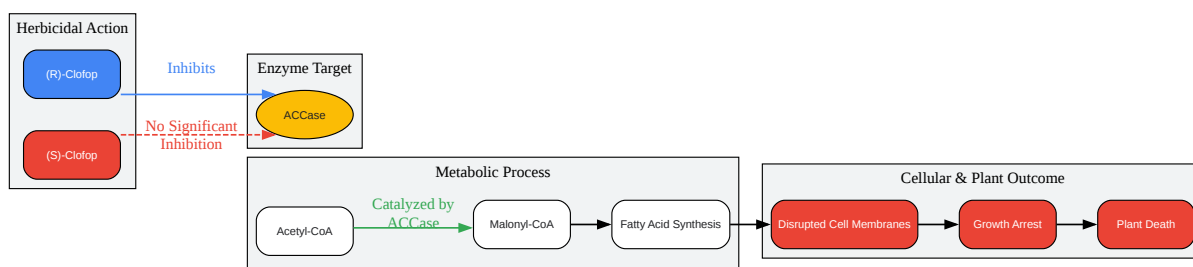 Herbicidal Action
(R)-Clofop
Inhibits
Enzyme Target
ACCase
(S)-Clofop
No Significant
Inhibition
Metabolic Process
Acetyl-CoA
Catalyzed by
ACCase
Malonyl-CoA
Fatty Acid Synthesis
Cellular & Plant Outcome
Disrupted Cell Membranes
Growth Arrest
Plant Death